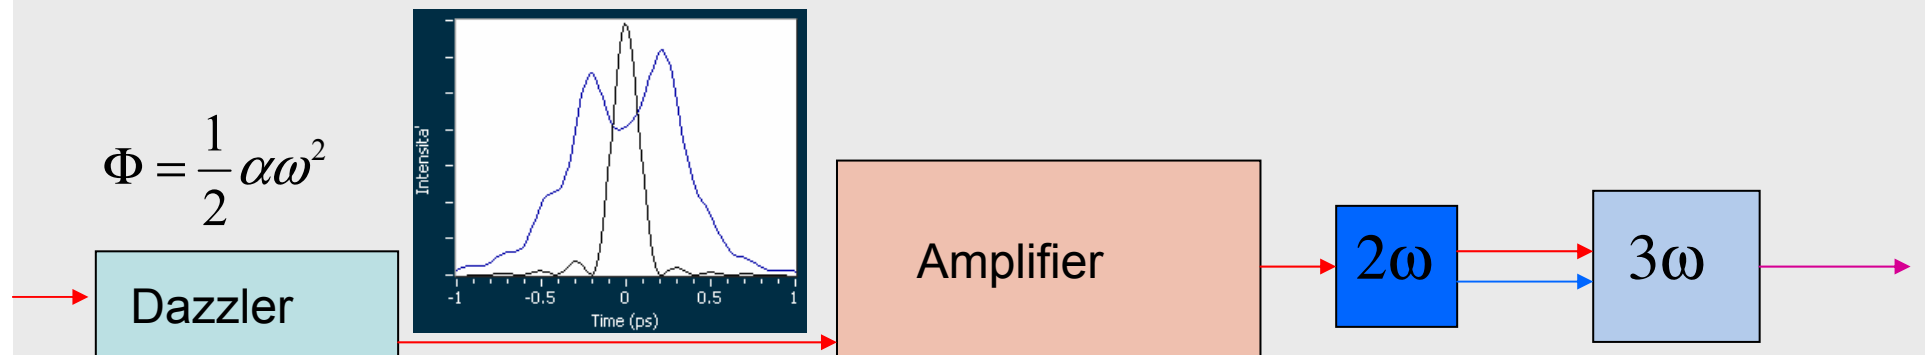 Φ = 1/2 αω²
Dazzler
Intensita'
-1 -0.5 0 0.5 1
Time (ps)
Amplifier
2ω
3ω